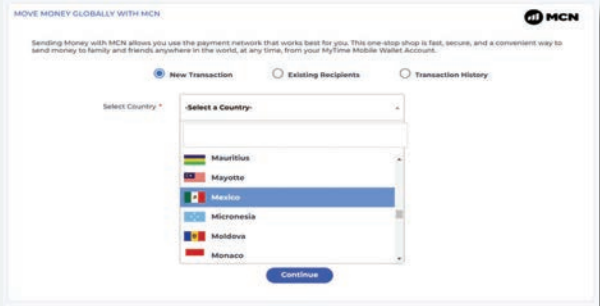 MOVE MONEY GLOBALLY WITH MCN
MCN
Sending Money with MCN allows you use the payment network that works best for you. This one-stop shop is fast, secure, and a convenient way to
send money to family and friends anywhere in the world, at any time, from your MyTime Mobile Wallet Account.
New Transaction Existing Recipients Transaction History
Select Country * -Select a Country-
Mauritius
Mayotte
Mexico
Micronesia
Moldova
Monaco
Continue